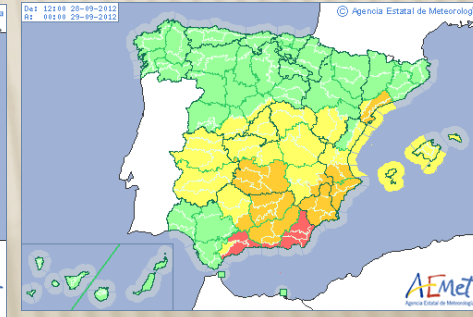 De: 12:00 28-09-2012
A: 00:00 29-09-2012
© Agencia Estatal de Meteorolog
AEMet
Agencia Estatal de Meteorolog